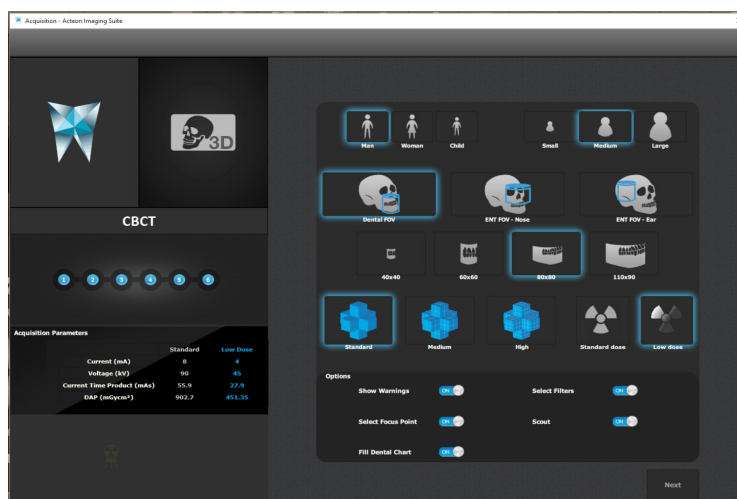 Acquisition - Acteon Imaging Suite
3D
CBCT
1 2 3 4 5 6
Acquisition Parameters
Standard Low Dose
Current (mA) 8 4
Voltage (kV) 90 45
Current Time Product (mAs) 55.9 27.9
DAP (mGycm²) 902.7 451.35
Man Woman Child Small Medium Large
Dental FOV ENT FOV - Nose ENT FOV - Ear
40x40 60x60 80x80 110x90
Standard Medium High Standard dose Low dose
Options
Show Warnings ON Select Filters ON
Select Focus Point ON Scout ON
Fill Dental Chart ON
Next